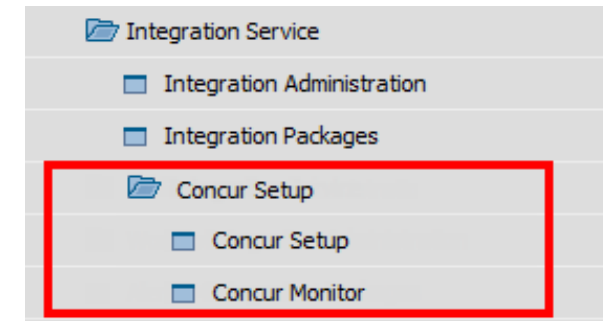 Integration Service
Integration Administration
Integration Packages
Concur Setup
Concur Setup
Concur Monitor